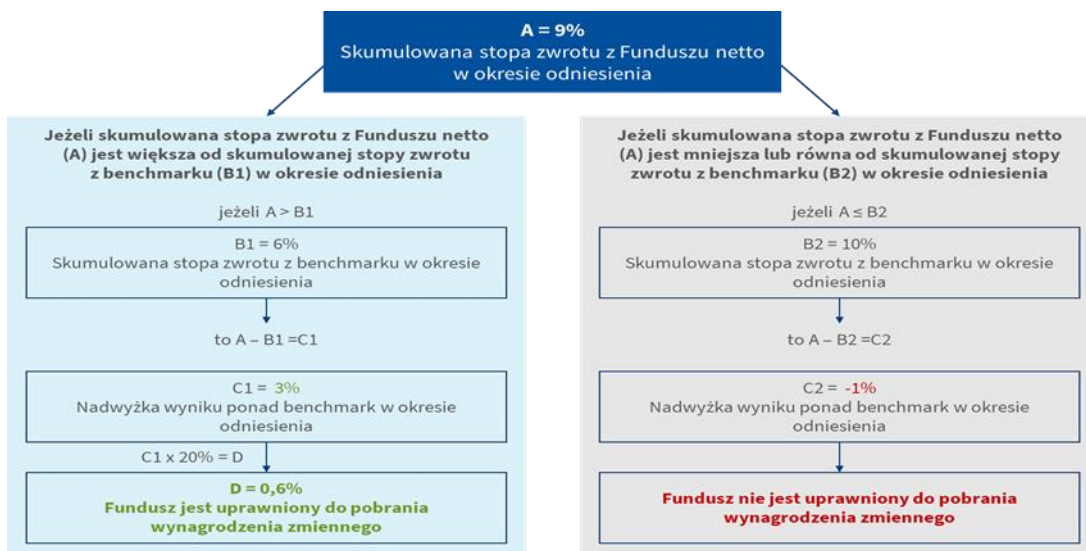 A = 9%
Skumulowana stopa zwrotu z Funduszu netto
w okresie odniesienia
Jeżeli skumulowana stopa zwrotu z Funduszu netto
(A) jest większa od skumulowanej stopy zwrotu
z benchmarku (B1) w okresie odniesienia
jeżeli A > B1
B1 = 6%
Skumulowana stopa zwrotu z benchmarku w okresie
odniesienia
to A – B1 =C1
C1 = 3%
Nadwyżka wyniku ponad benchmark w okresie
odniesienia
C1 x 20% = D
D = 0,6%
Fundusz jest uprawniony do pobrania
wynagrodzenia zmiennego
Jeżeli skumulowana stopa zwrotu z Funduszu netto
(A) jest mniejsza lub równa od skumulowanej stopy
zwrotu z benchmarku (B2) w okresie odniesienia
jeżeli A ≤ B2
B2 = 10%
Skumulowana stopa zwrotu z benchmarku w okresie
odniesienia
to A – B2 =C2
C2 = -1%
Nadwyżka wyniku ponad benchmark w okresie
odniesienia
Fundusz nie jest uprawniony do pobrania
wynagrodzenia zmiennego